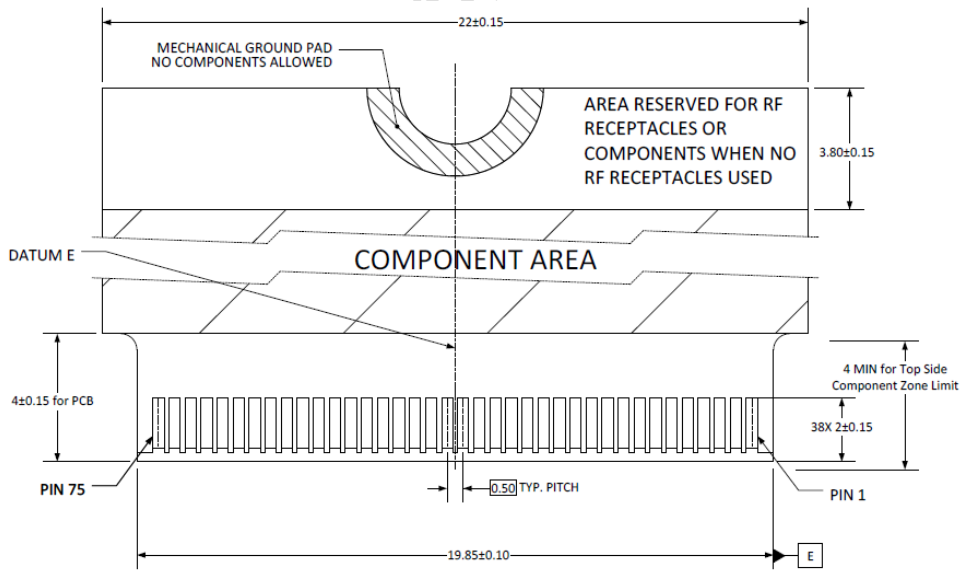 22±0.15
MECHANICAL GROUND PAD
NO COMPONENTS ALLOWED
AREA RESERVED FOR RF
RECEPTACLES OR
COMPONENTS WHEN NO
RF RECEPTACLES USED
3.80±0.15
DATUM E
COMPONENT AREA
4±0.15 for PCB
4 MIN for Top Side
Component Zone Limit
38X 2±0.15
PIN 75
0.50 TYP. PITCH
PIN 1
19.85±0.10
E